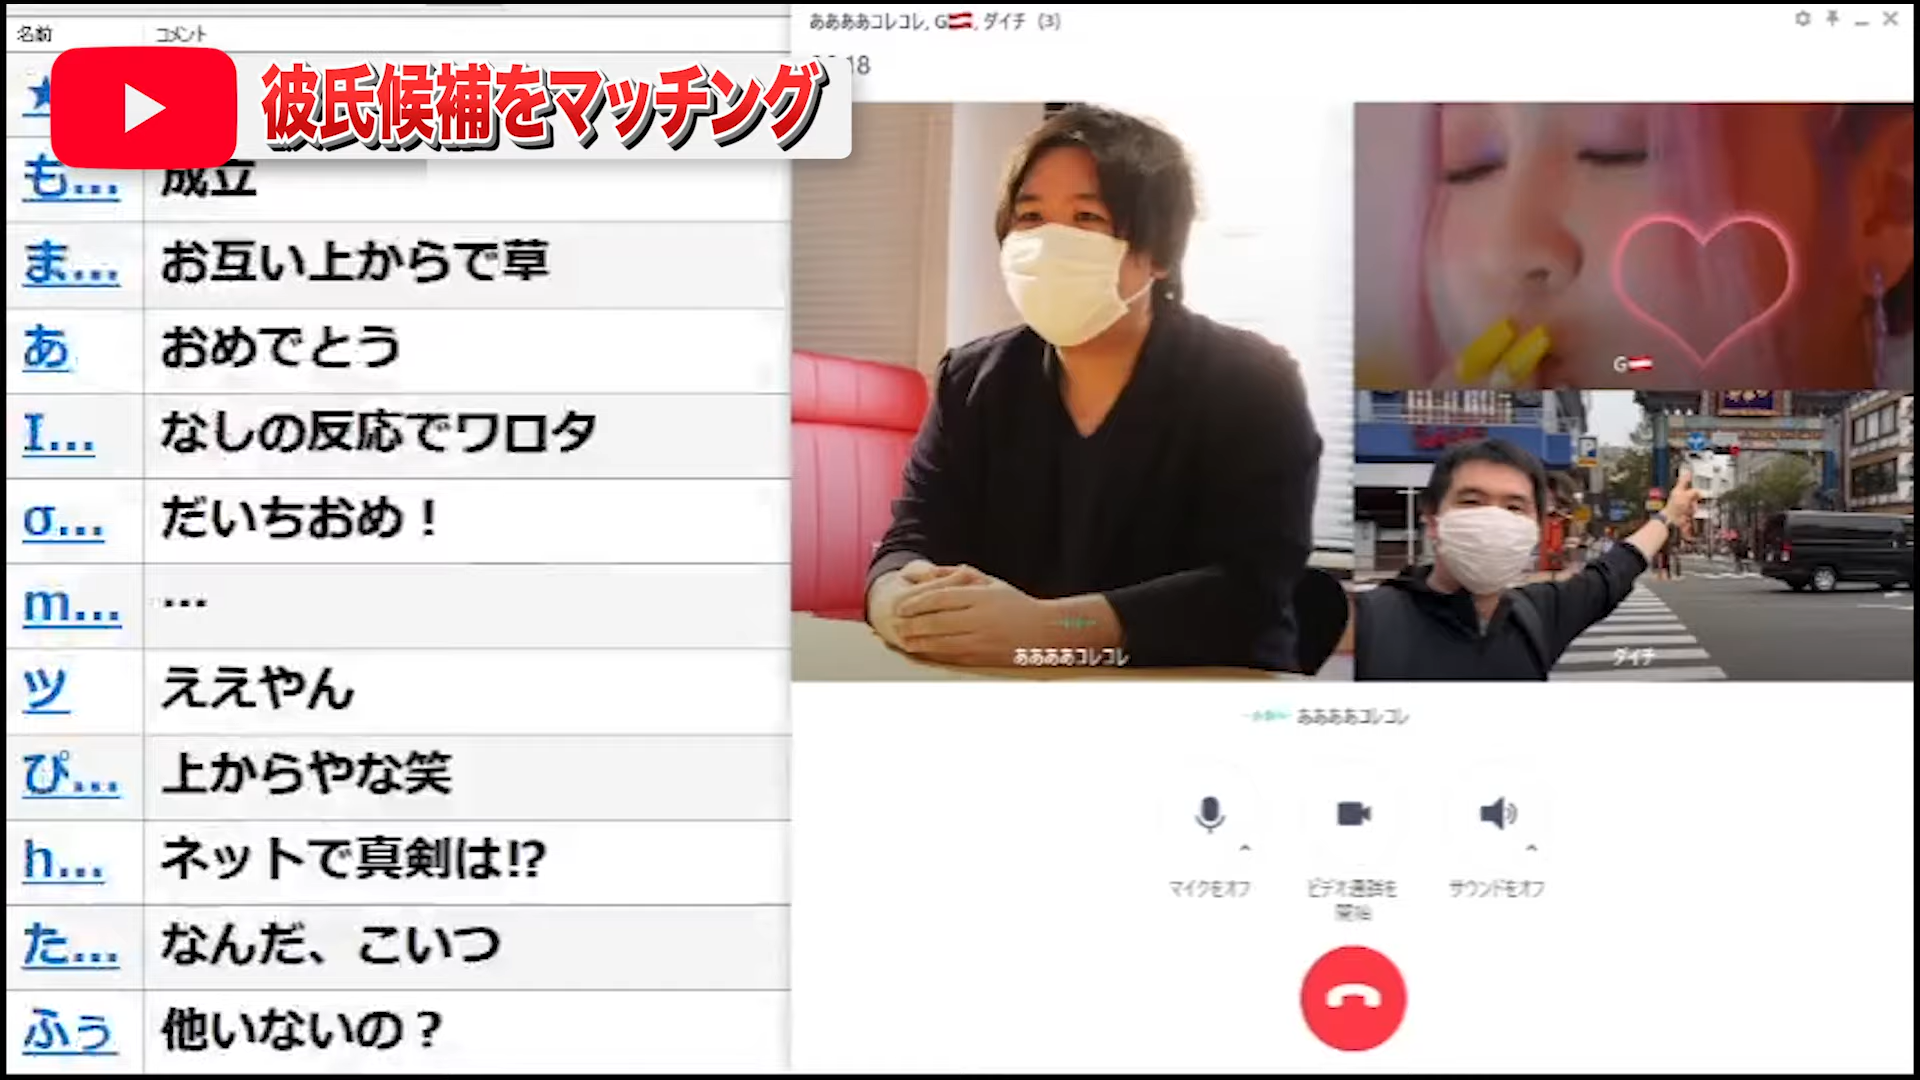 名前 コメント
彼氏候補をマッチング
も... 成立
ま... お互い上からで草
あ おめでとう
I... なしの反応でワロタ
σ... だいちおめ！
m... …
ツ ええやん
ぴ... 上からやな笑
h... ネットで真剣は!?
た... なんだ、こいつ
ふぅ 他いないの？
ああああコレコレ, G, ダイチ (3)
18
G
ああああコレコレ
ダイチ
ああああコレコレ
マイクをオフ
ビデオ通話を
開始
サウンドをオフ